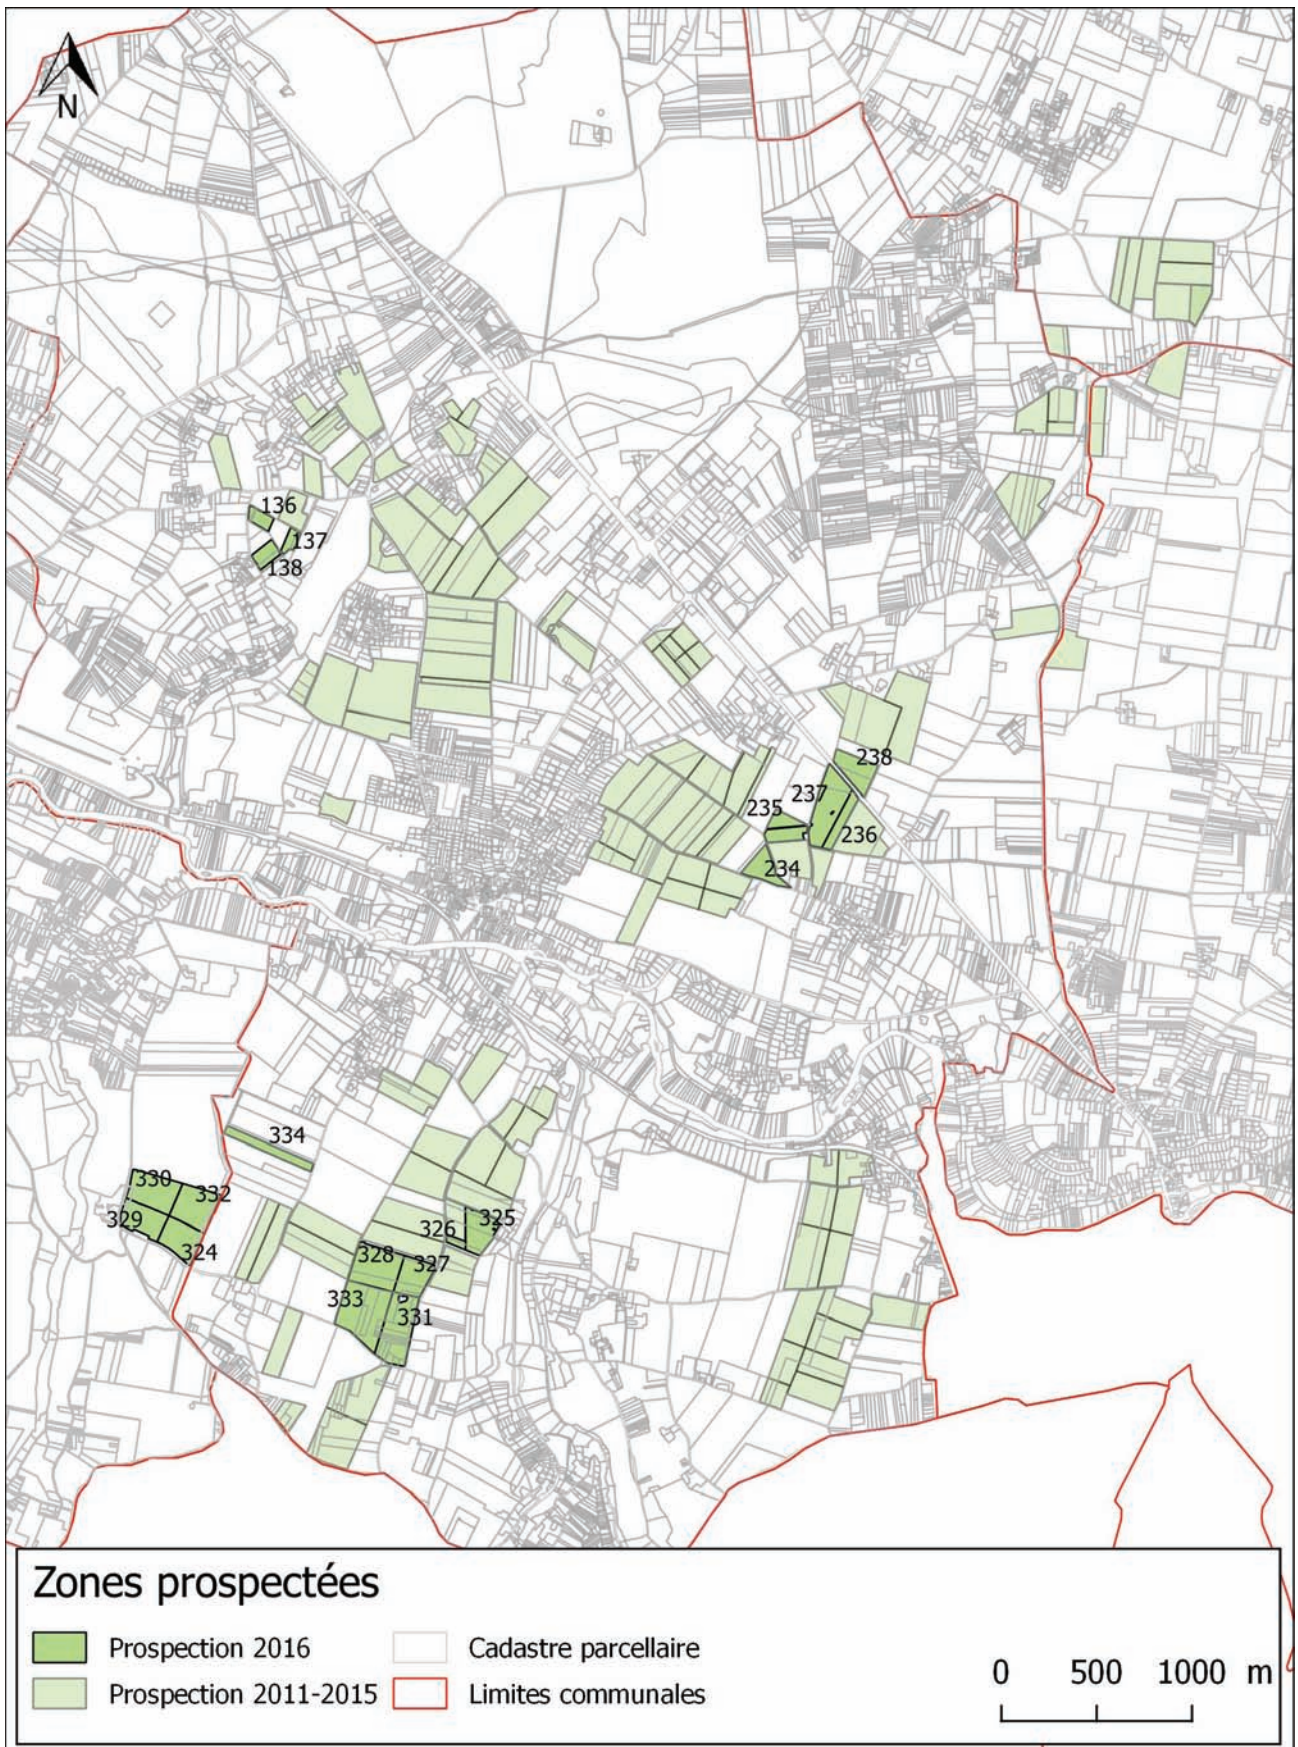 N
136
137
138
238
237
235
236
234
334
330
332
329
324
326
325
328
327
333
331
Zones prospectées
Prospection 2016
Cadastre parcellaire
Prospection 2011-2015
Limites communales
0 500 1000 m